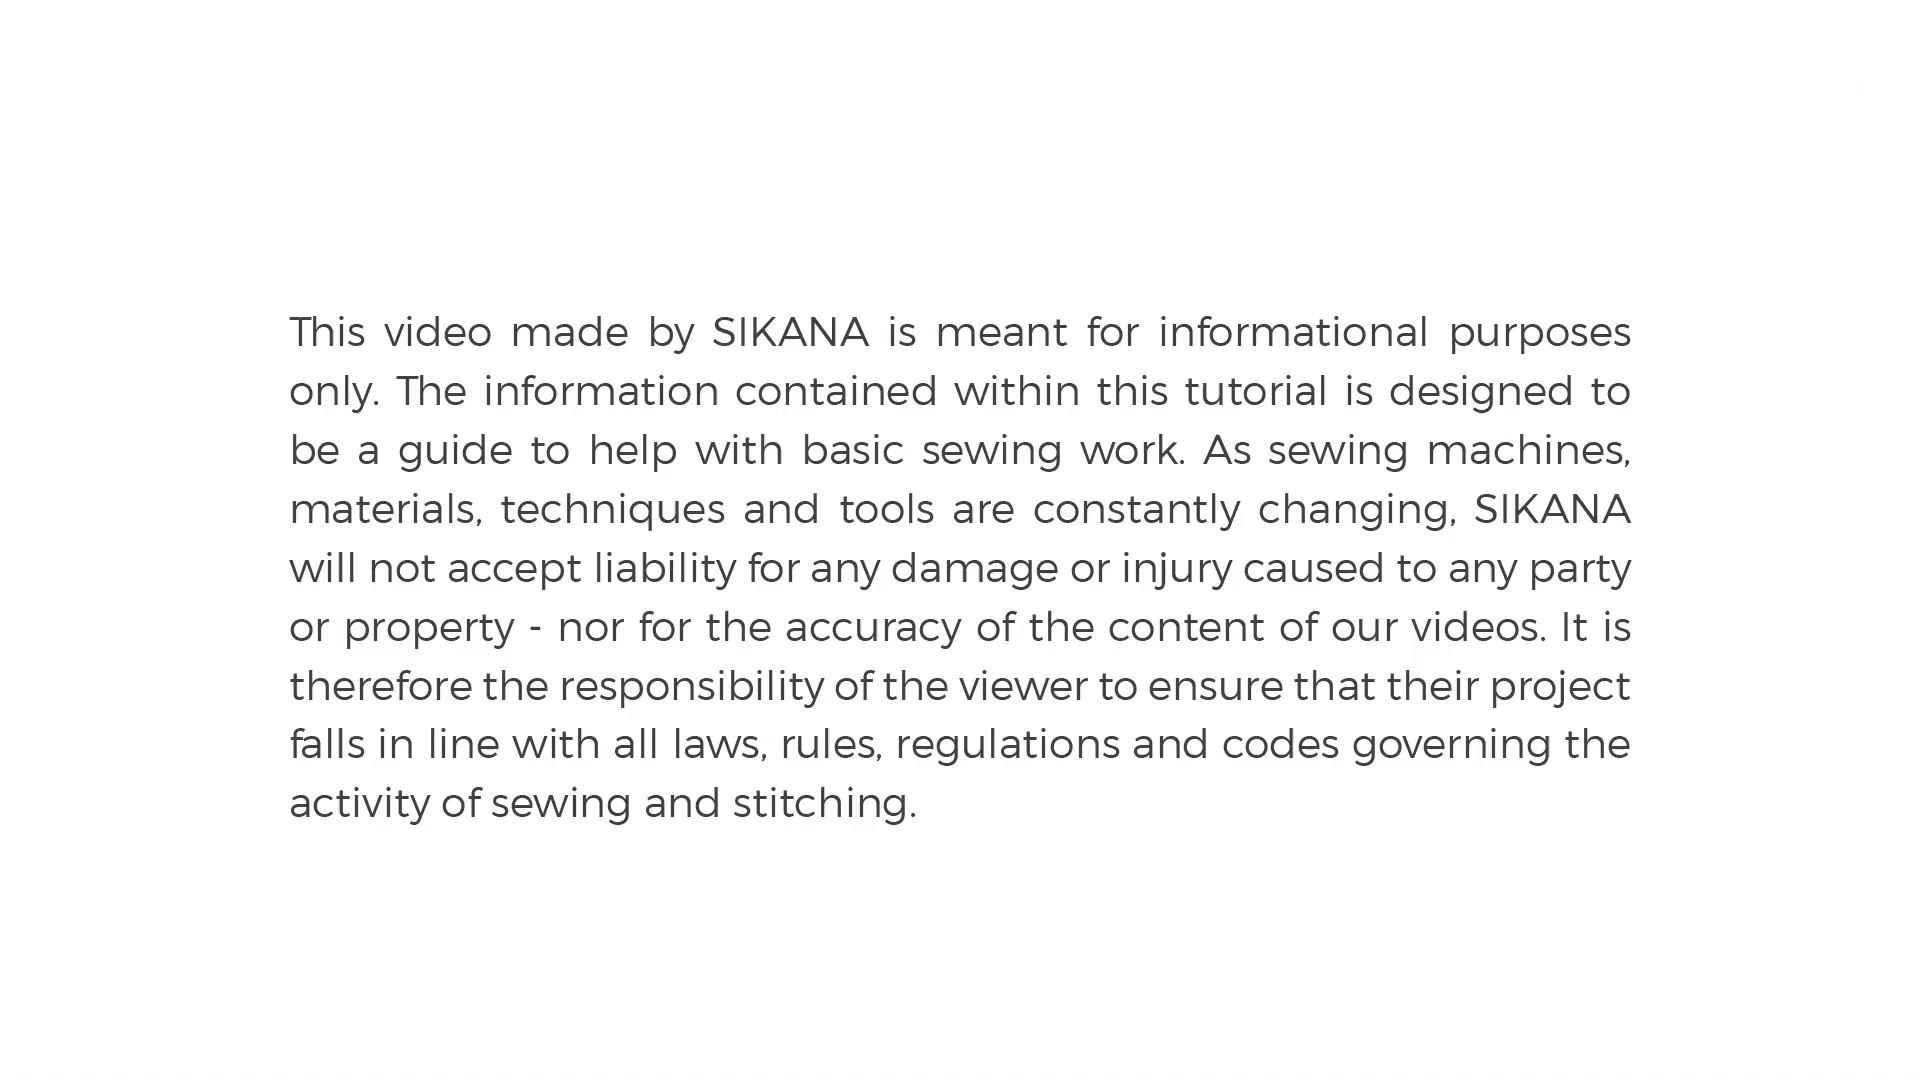 This video made by SIKANA is meant for informational purposes
only. The information contained within this tutorial is designed to
be a guide to help with basic sewing work. As sewing machines,
materials, techniques and tools are constantly changing, SIKANA
will not accept liability for any damage or injury caused to any party
or property - nor for the accuracy of the content of our videos. It is
therefore the responsibility of the viewer to ensure that their project
falls in line with all laws, rules, regulations and codes governing the
activity of sewing and stitching.